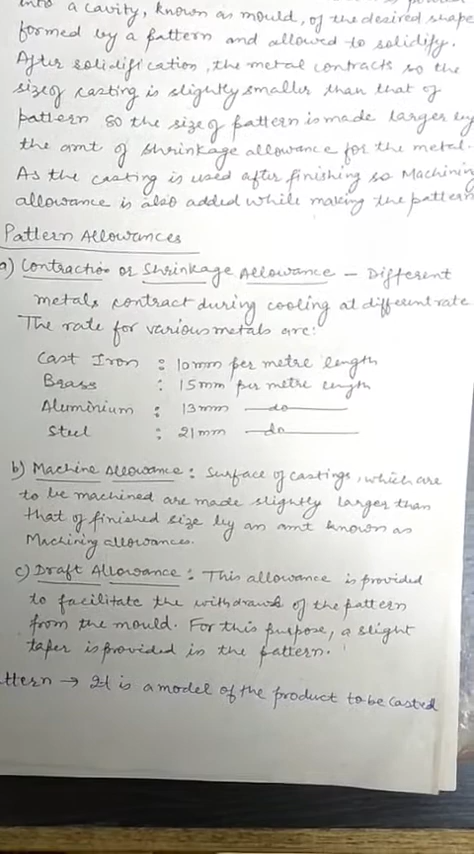 into a cavity, known as mould, of the desired shape
formed by a pattern and allowed to solidify.
After solidification, the metal contracts so the
size of casting is slightly smaller than that of
pattern so the size of pattern is made larger by
the amt of shrinkage allowance for the metal.
As the casting is used after finishing so Machining
allowance is also added while making the pattern
Pattern Allowances
a) Contraction or Shrinkage Allowance – Different
metals contract during cooling at different rate
The rate for various metals are:
Cast Iron : 10mm per metre length
Brass : 15mm per metre length
Aluminium : 13mm —do—
Steel : 21mm —do—
b) Machine Allowance : Surface of castings, which are
to be machined are made slightly larger than
that of finished size by an amt known as
Machining allowances.
c) Draft Allowance : This allowance is provided
to facilitate the withdrawl of the pattern
from the mould. For this purpose, a slight
taper is provided in the pattern.
ttern → It is a model of the product to be casted